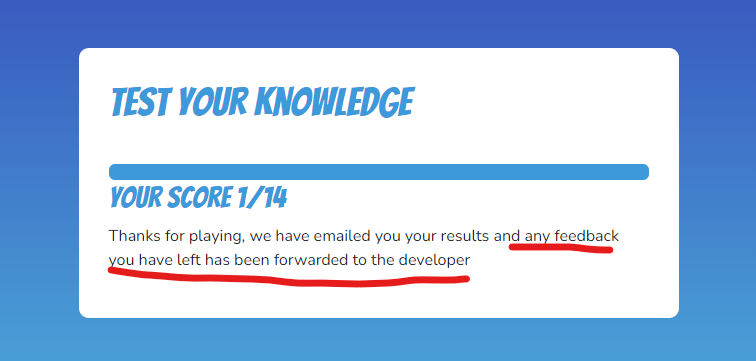 TEST YOUR KNOWLEDGE
YOUR SCORE 1/14
Thanks for playing, we have emailed you your results and any feedback
you have left has been forwarded to the developer